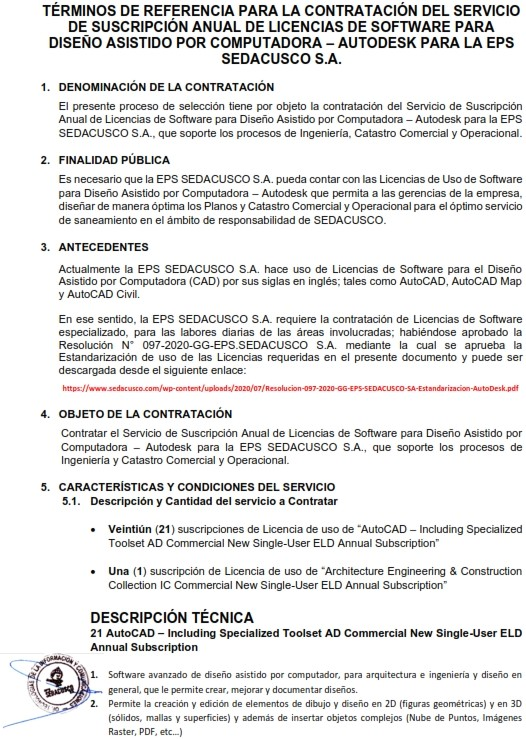 TÉRMINOS DE REFERENCIA PARA LA CONTRATACIÓN DEL SERVICIO
DE SUSCRIPCIÓN ANUAL DE LICENCIAS DE SOFTWARE PARA
DISEÑO ASISTIDO POR COMPUTADORA – AUTODESK PARA LA EPS
SEDACUSCO S.A.
1. DENOMINACIÓN DE LA CONTRATACIÓN
El presente proceso de selección tiene por objeto la contratación del Servicio de Suscripción
Anual de Licencias de Software para Diseño Asistido por Computadora – Autodesk para la EPS
SEDACUSCO S.A., que soporte los procesos de Ingeniería, Catastro Comercial y Operacional.
2. FINALIDAD PÚBLICA
Es necesario que la EPS SEDACUSCO S.A. pueda contar con las Licencias de Uso de Software
para Diseño Asistido por Computadora – Autodesk que permita a las gerencias de la empresa,
diseñar de manera óptima los Planos y Catastro Comercial y Operacional para el óptimo servicio
de saneamiento en el ámbito de responsabilidad de SEDACUSCO.
3. ANTECEDENTES
Actualmente la EPS SEDACUSCO S.A. hace uso de Licencias de Software para el Diseño
Asistido por Computadora (CAD) por sus siglas en inglés; tales como AutoCAD, AutoCAD Map
y AutoCAD Civil.
En ese sentido, la EPS SEDACUSCO S.A. requiere la contratación de Licencias de Software
especializado, para las labores diarias de las áreas involucradas; habiéndose aprobado la
Resolución N° 097-2020-GG-EPS.SEDACUSCO S.A. mediante la cual se aprueba la
Estandarización de uso de las Licencias requeridas en el presente documento y puede ser
descargada desde el siguiente enlace:
https://www.sedacusco.com/wp-content/uploads/2020/07/Resolucion-097-2020-GG-EPS-SEDACUSCO-SA-Estandarizacion-AutoDesk.pdf
4. OBJETO DE LA CONTRATACIÓN
Contratar el Servicio de Suscripción Anual de Licencias de Software para Diseño Asistido por
Computadora – Autodesk para la EPS SEDACUSCO S.A., que soporte los procesos de
Ingeniería y Catastro Comercial y Operacional.
5. CARACTERÍSTICAS Y CONDICIONES DEL SERVICIO
5.1. Descripción y Cantidad del servicio a Contratar
• Veintiún (21) suscripciones de Licencia de uso de “AutoCAD – Including Specialized
Toolset AD Commercial New Single-User ELD Annual Subscription”
• Una (1) suscripción de Licencia de uso de “Architecture Engineering & Construction
Collection IC Commercial New Single-User ELD Annual Subscription”
DESCRIPCIÓN TÉCNICA
21 AutoCAD – Including Specialized Toolset AD Commercial New Single-User ELD
Annual Subscription
1. Software avanzado de diseño asistido por computador, para arquitectura e ingeniería y diseño en
general, que le permite crear, mejorar y documentar diseños.
2. Permite la creación y edición de elementos de dibujo y diseño en 2D (figuras geométricas) y en 3D
(sólidos, mallas y superficies) y además de insertar objetos complejos (Nube de Puntos, Imágenes
Raster, PDF, etc...)
SEDACUSCO